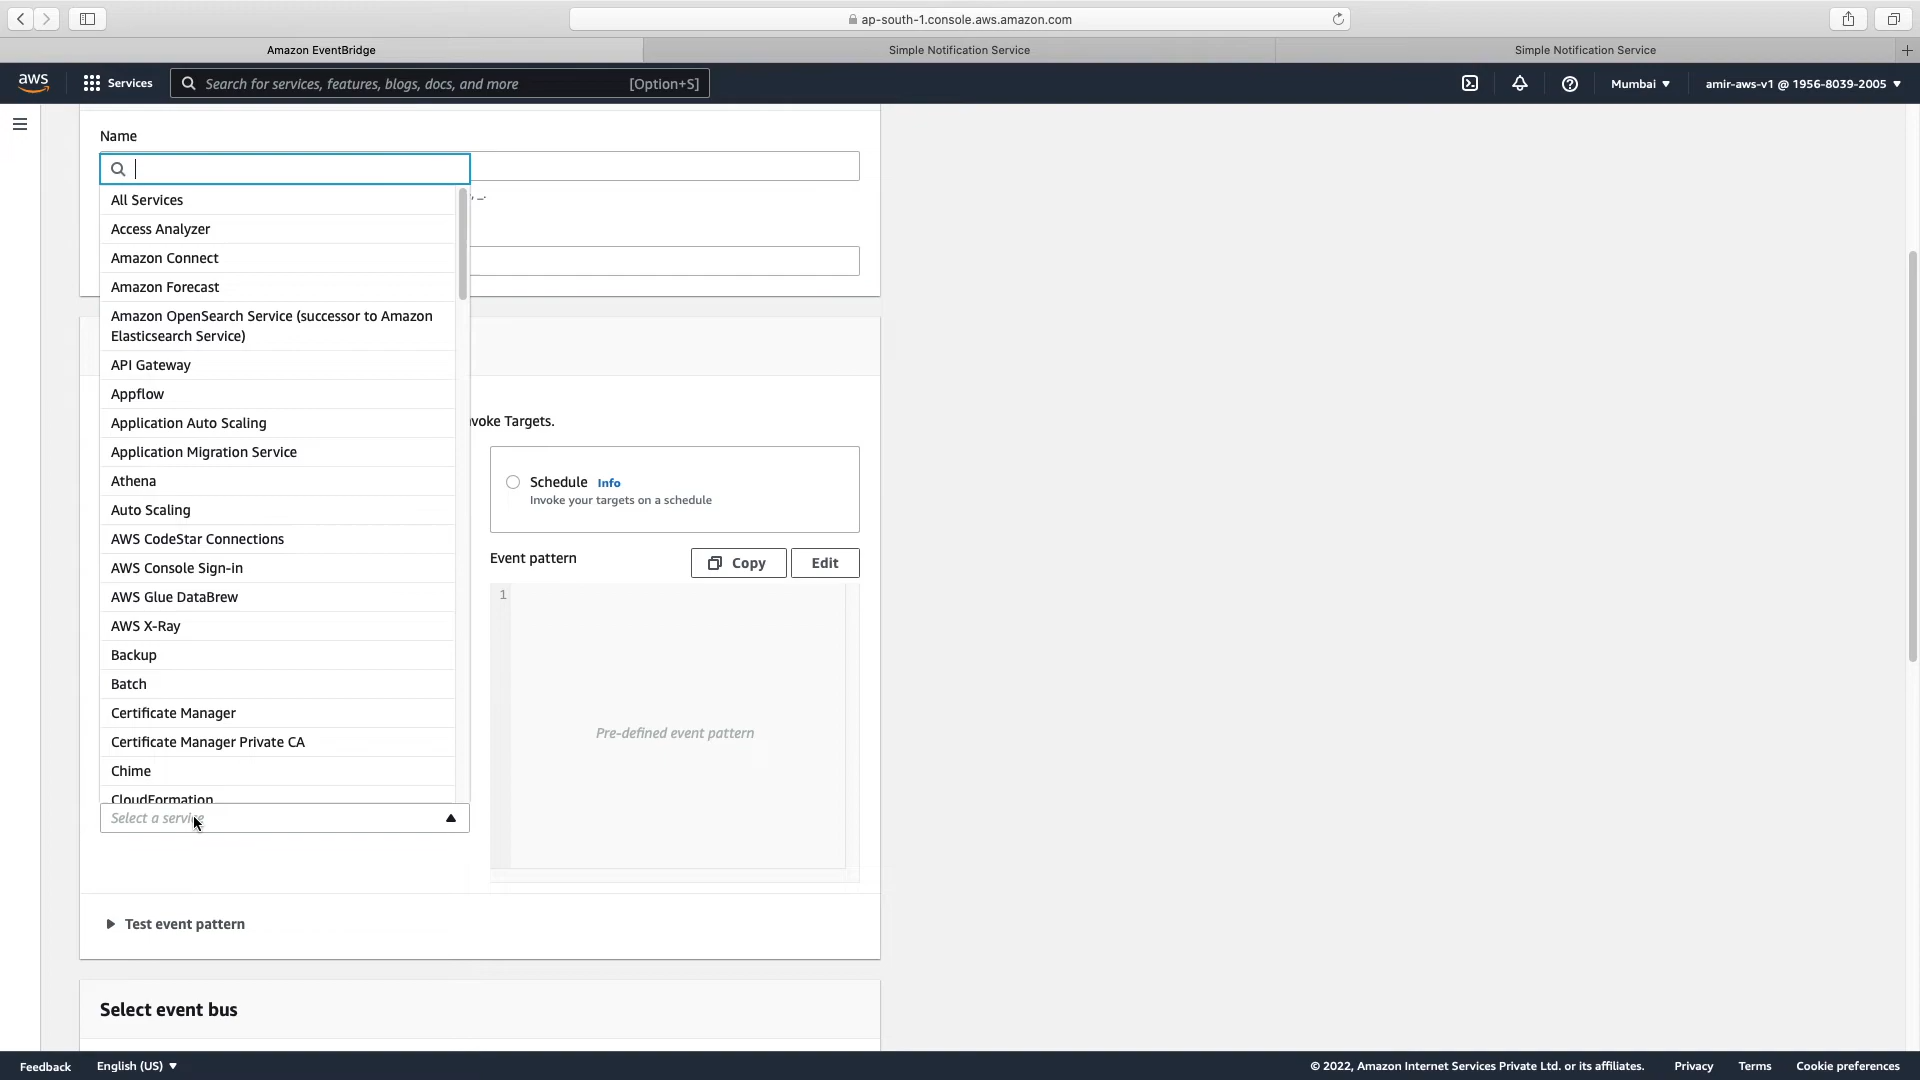 ap-south-1.console.aws.amazon.com
Amazon EventBridge
Simple Notification Service
Simple Notification Service
aws
Services
Search for services, features, blogs, docs, and more
[Option+S]
Mumbai
amir-aws-v1 @ 1956-8039-2005
Name
, _.
All Services
Access Analyzer
Amazon Connect
Amazon Forecast
Amazon OpenSearch Service (successor to Amazon
Elasticsearch Service)
API Gateway
Appflow
Application Auto Scaling
Application Migration Service
Athena
Auto Scaling
AWS CodeStar Connections
AWS Console Sign-in
AWS Glue DataBrew
AWS X-Ray
Backup
Batch
Certificate Manager
Certificate Manager Private CA
Chime
CloudFormation
Select a service
voke Targets.
Schedule Info
Invoke your targets on a schedule
Event pattern
Copy
Edit
1
Pre-defined event pattern
Test event pattern
Select event bus
Feedback
English (US)
© 2022, Amazon Internet Services Private Ltd. or its affiliates.
Privacy
Terms
Cookie preferences